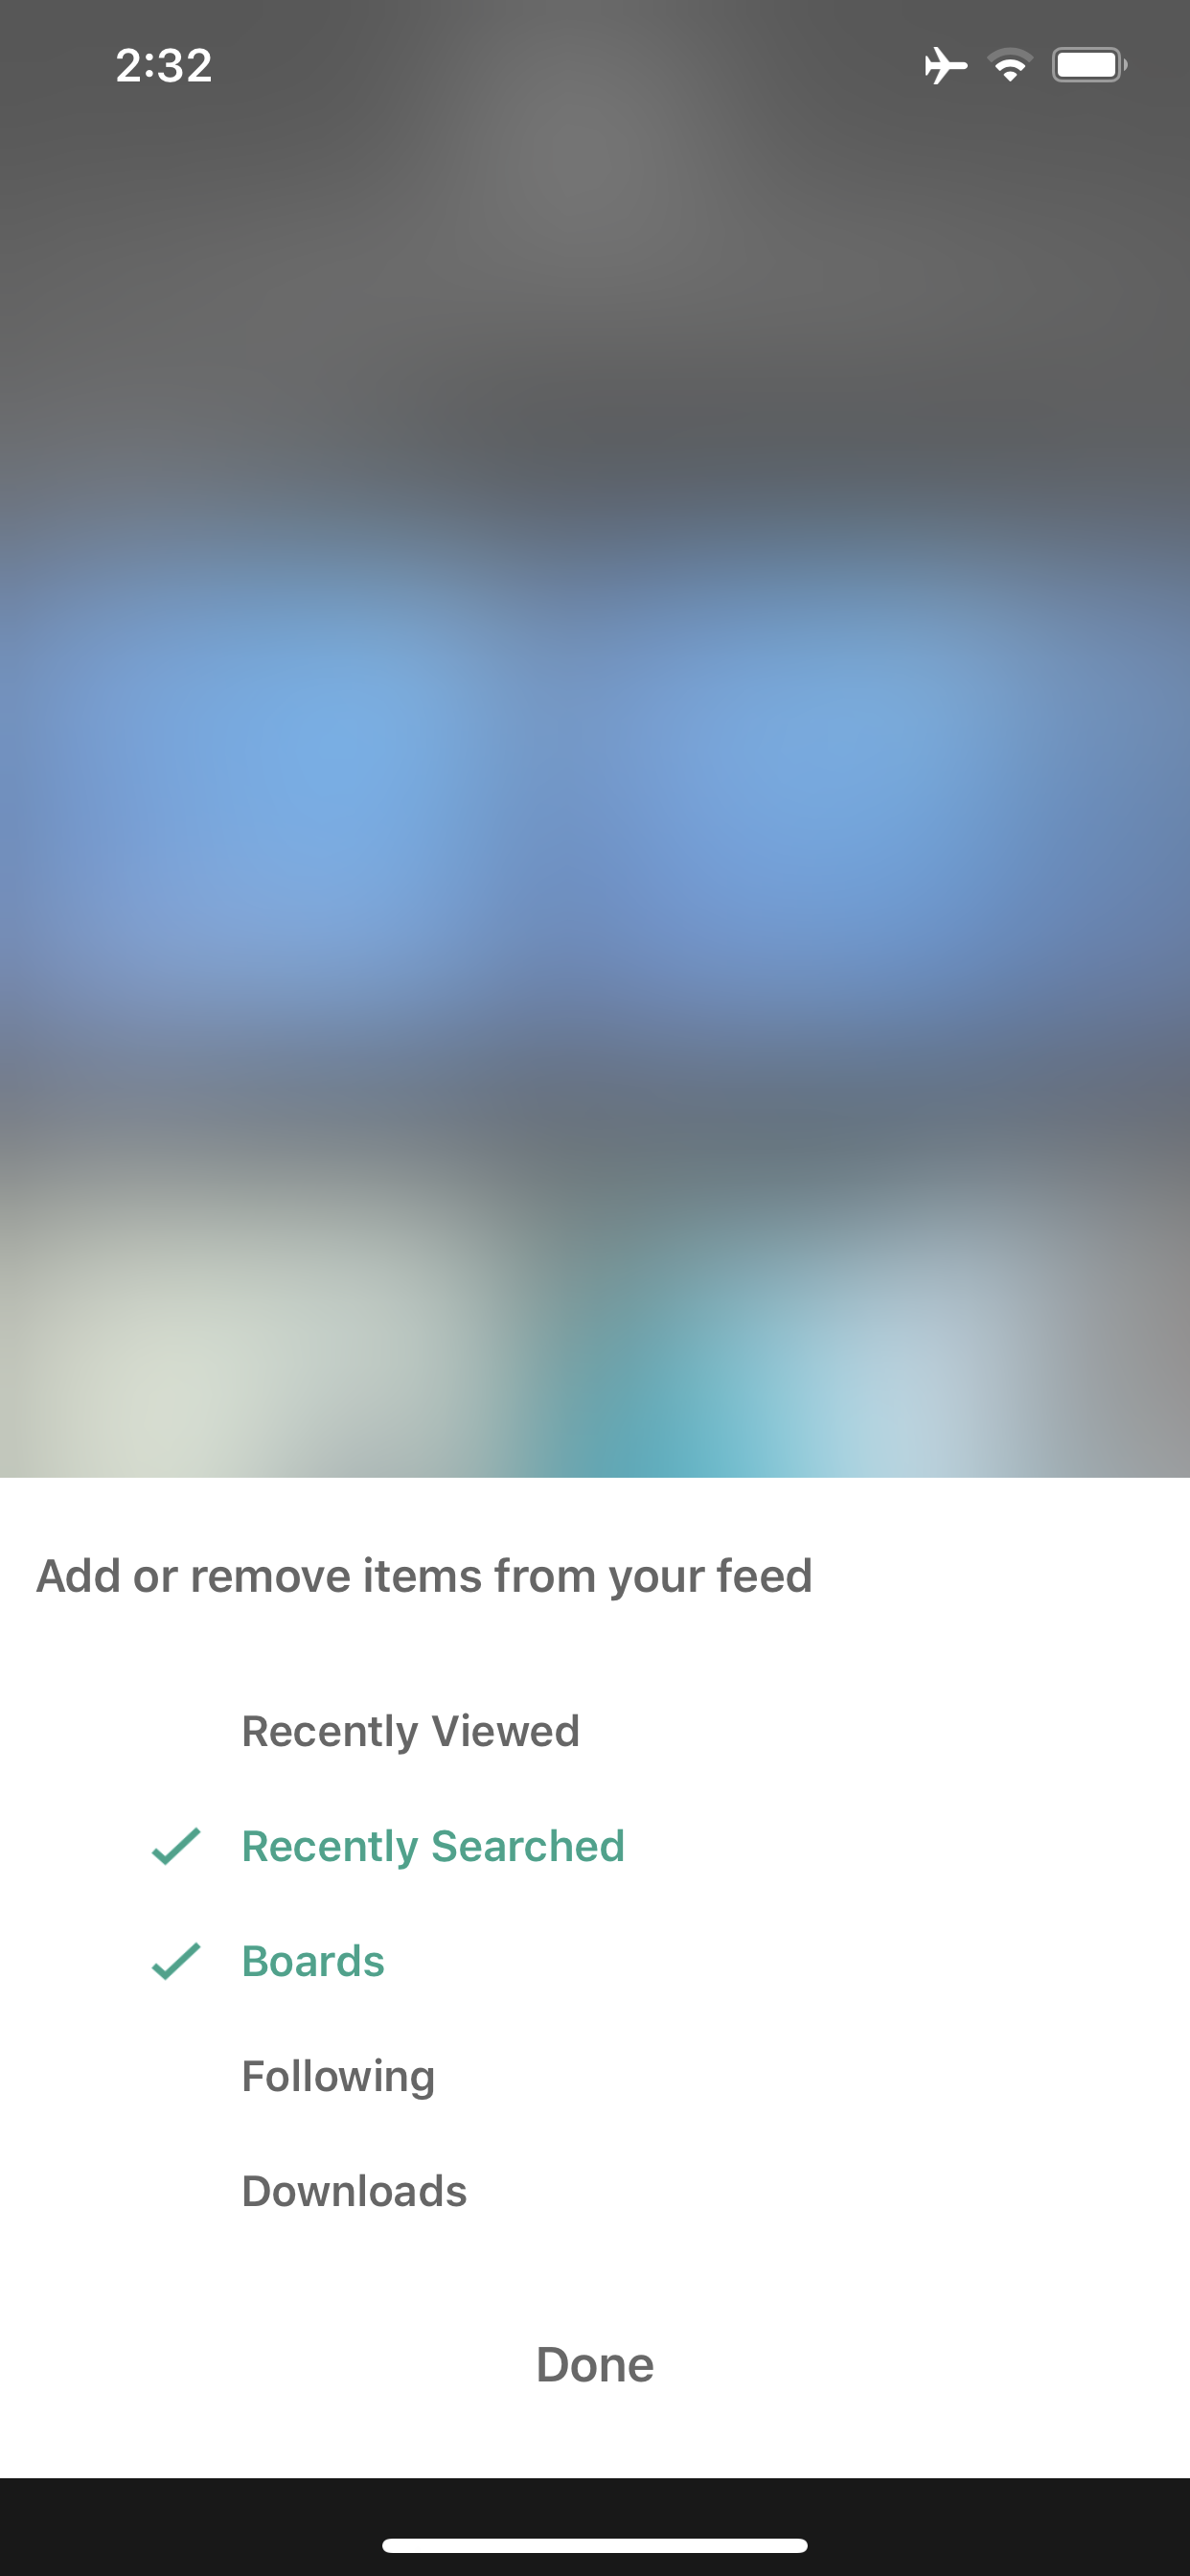 2:32
Add or remove items from your feed
Recently Viewed
Recently Searched
Boards
Following
Downloads
Done